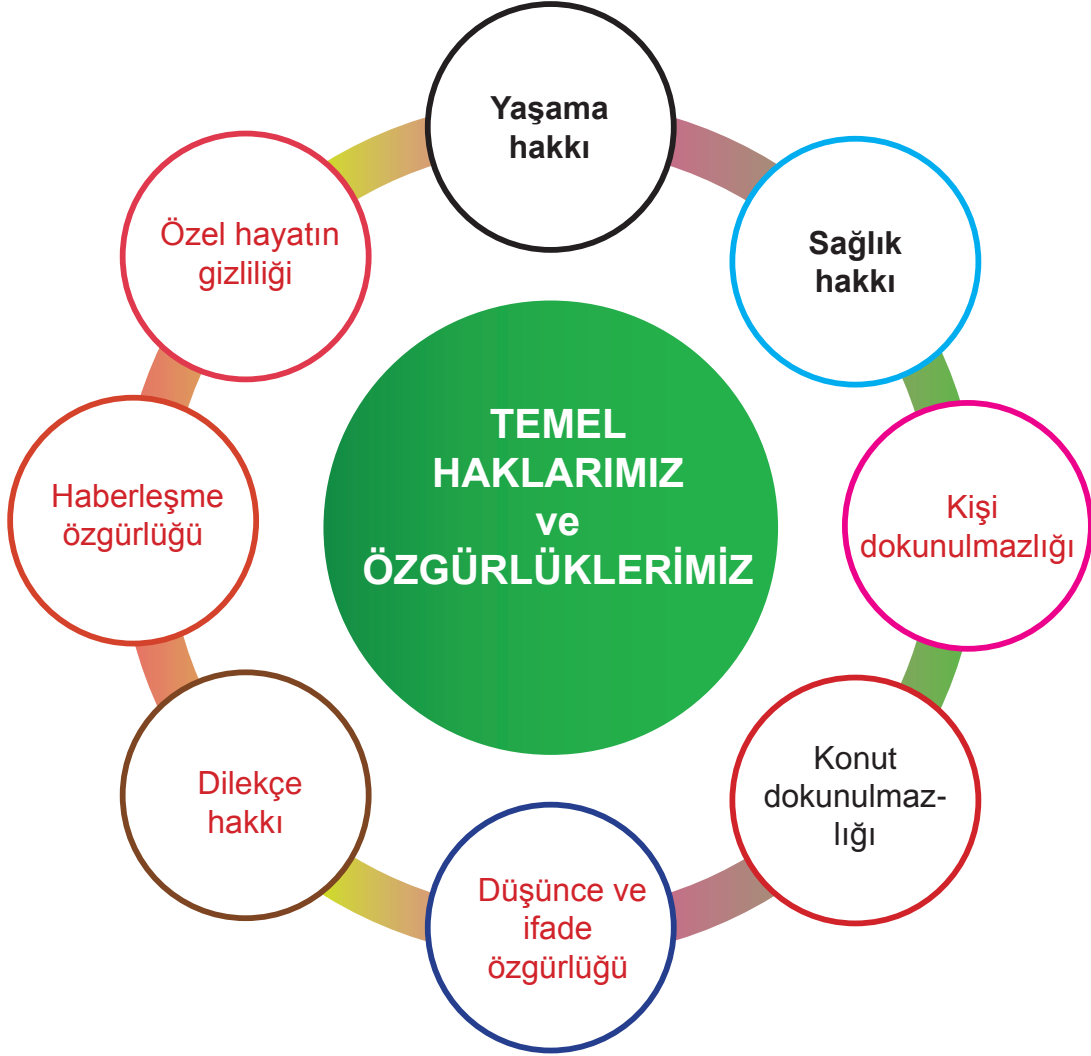 Yaşama
hakkı
Sağlık
hakkı
Kişi
dokunulmazlığı
Konut
dokunulmaz-
lığı
Düşünce ve
ifade
özgürlüğü
Dilekçe
hakkı
Haberleşme
özgürlüğü
Özel hayatın
gizliliği
TEMEL
HAKLARIMIZ
ve
ÖZGÜRLÜKLERİMİZ